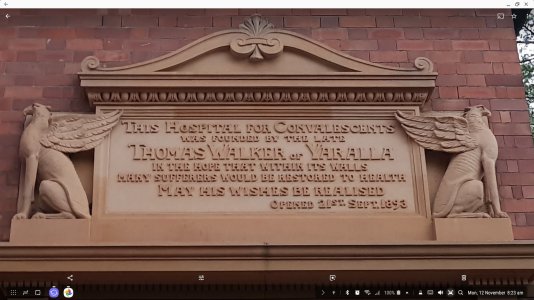 THIS HOSPITAL FOR CONVALESCENTS
WAS FOUNDED BY THE LATE
THOMAS WALKER OF YARALLA
IN THE HOPE THAT WITHIN ITS WALLS
MANY SUFFERERS WOULD BE RESTORED TO HEALTH
MAY HIS WISHES BE REALISED
OPENED 21ST. SEPT. 1893
100%
Mon, 12 November 8:23 am